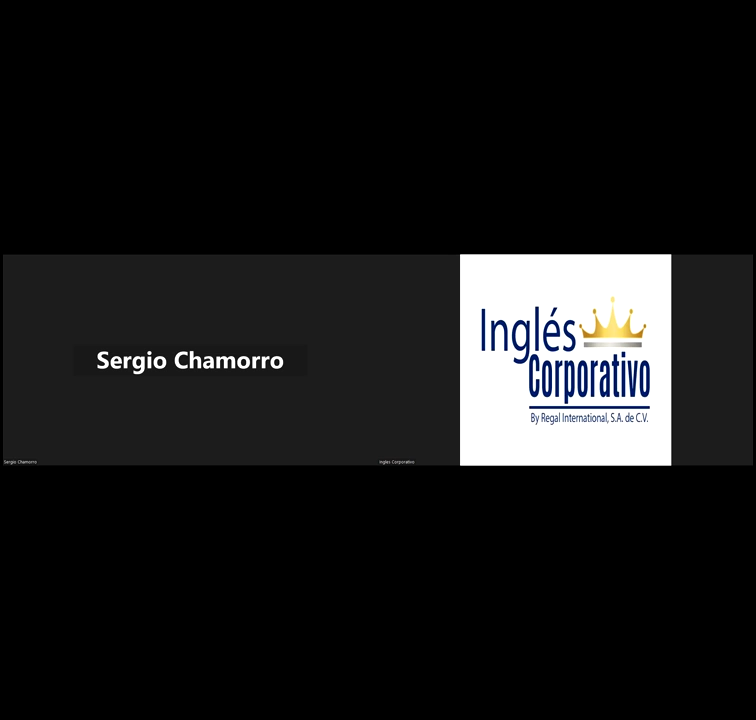 Sergio Chamorro
Sergio Chamorro
Inglés
Corporativo
By Regal International, S.A. de C.V.
Inglés Corporativo